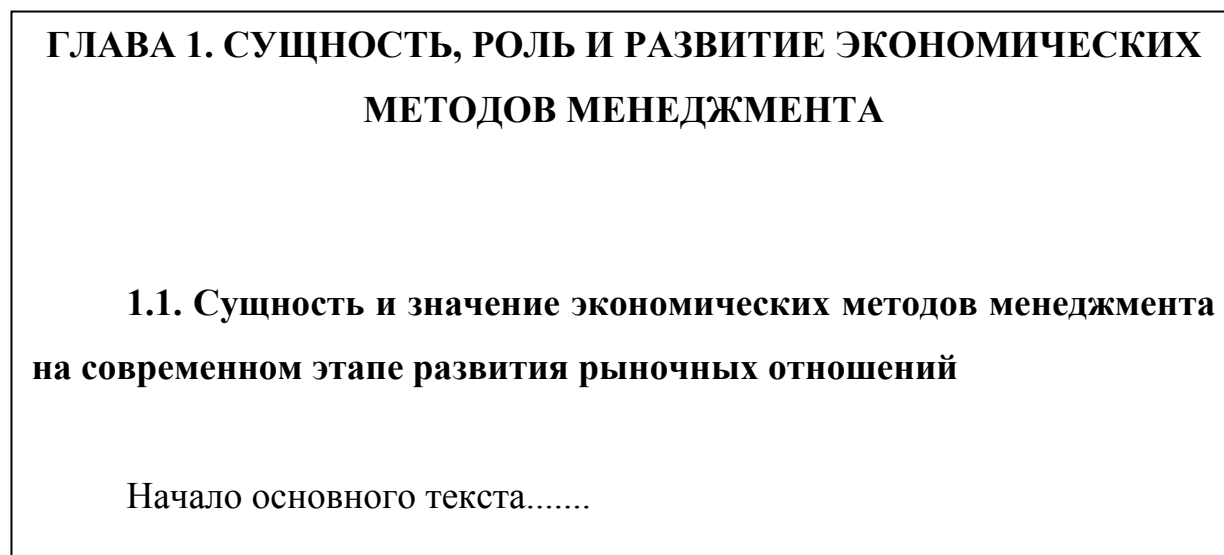 ГЛАВА 1. СУЩНОСТЬ, РОЛЬ И РАЗВИТИЕ ЭКОНОМИЧЕСКИХ
МЕТОДОВ МЕНЕДЖМЕНТА
1.1. Сущность и значение экономических методов менеджмента
на современном этапе развития рыночных отношений
Начало основного текста.......